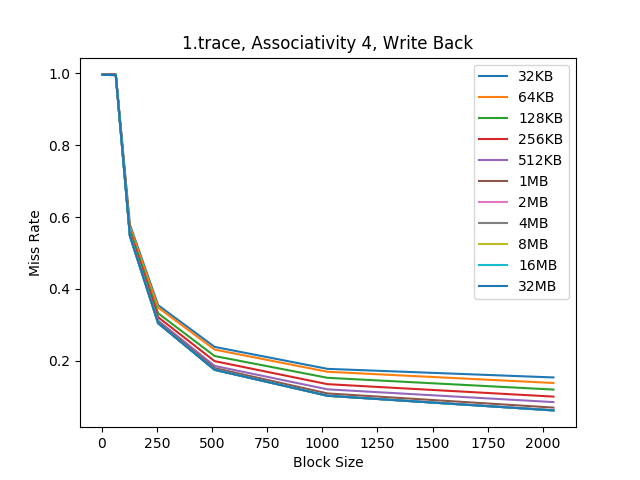 1.trace, Associativity 4, Write Back
1.0
0.8
0.6
0.4
0.2
Miss Rate
32KB
64KB
128KB
256KB
512KB
1MB
2MB
4MB
8MB
16MB
32MB
0 250 500 750 1000 1250 1500 1750 2000
Block Size